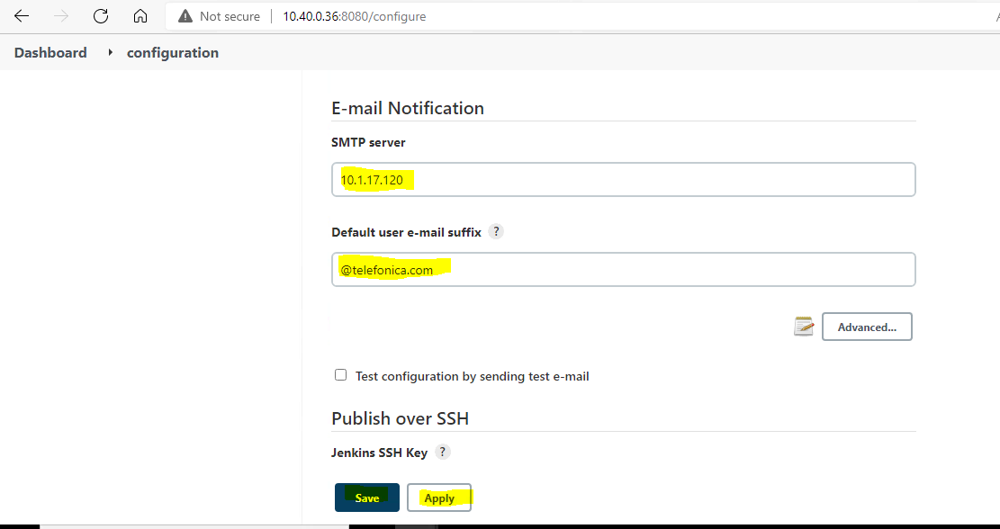 Not secure | 10.40.0.36:8080/configure
Dashboard configuration
E-mail Notification
SMTP server
10.1.17.120
Default user e-mail suffix ?
@telefonica.com
Advanced...
Test configuration by sending test e-mail
Publish over SSH
Jenkins SSH Key ?
Save Apply